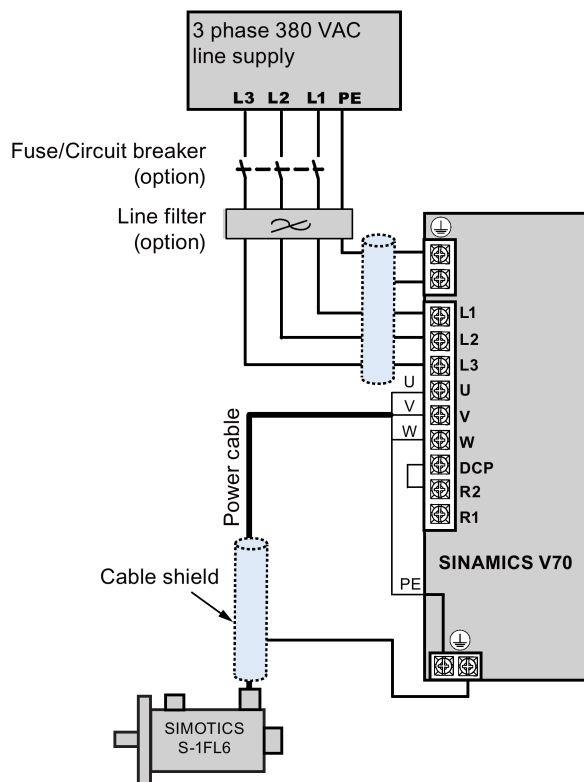 3 phase 380 VAC
line supply
L3 L2 L1 PE
Fuse/Circuit breaker
(option)
Line filter
(option)
L1
L2
L3
U
U
V
V
W
W
DCP
R2
R1
Power cable
SINAMICS V70
Cable shield
PE
SIMOTICS
S-1FL6